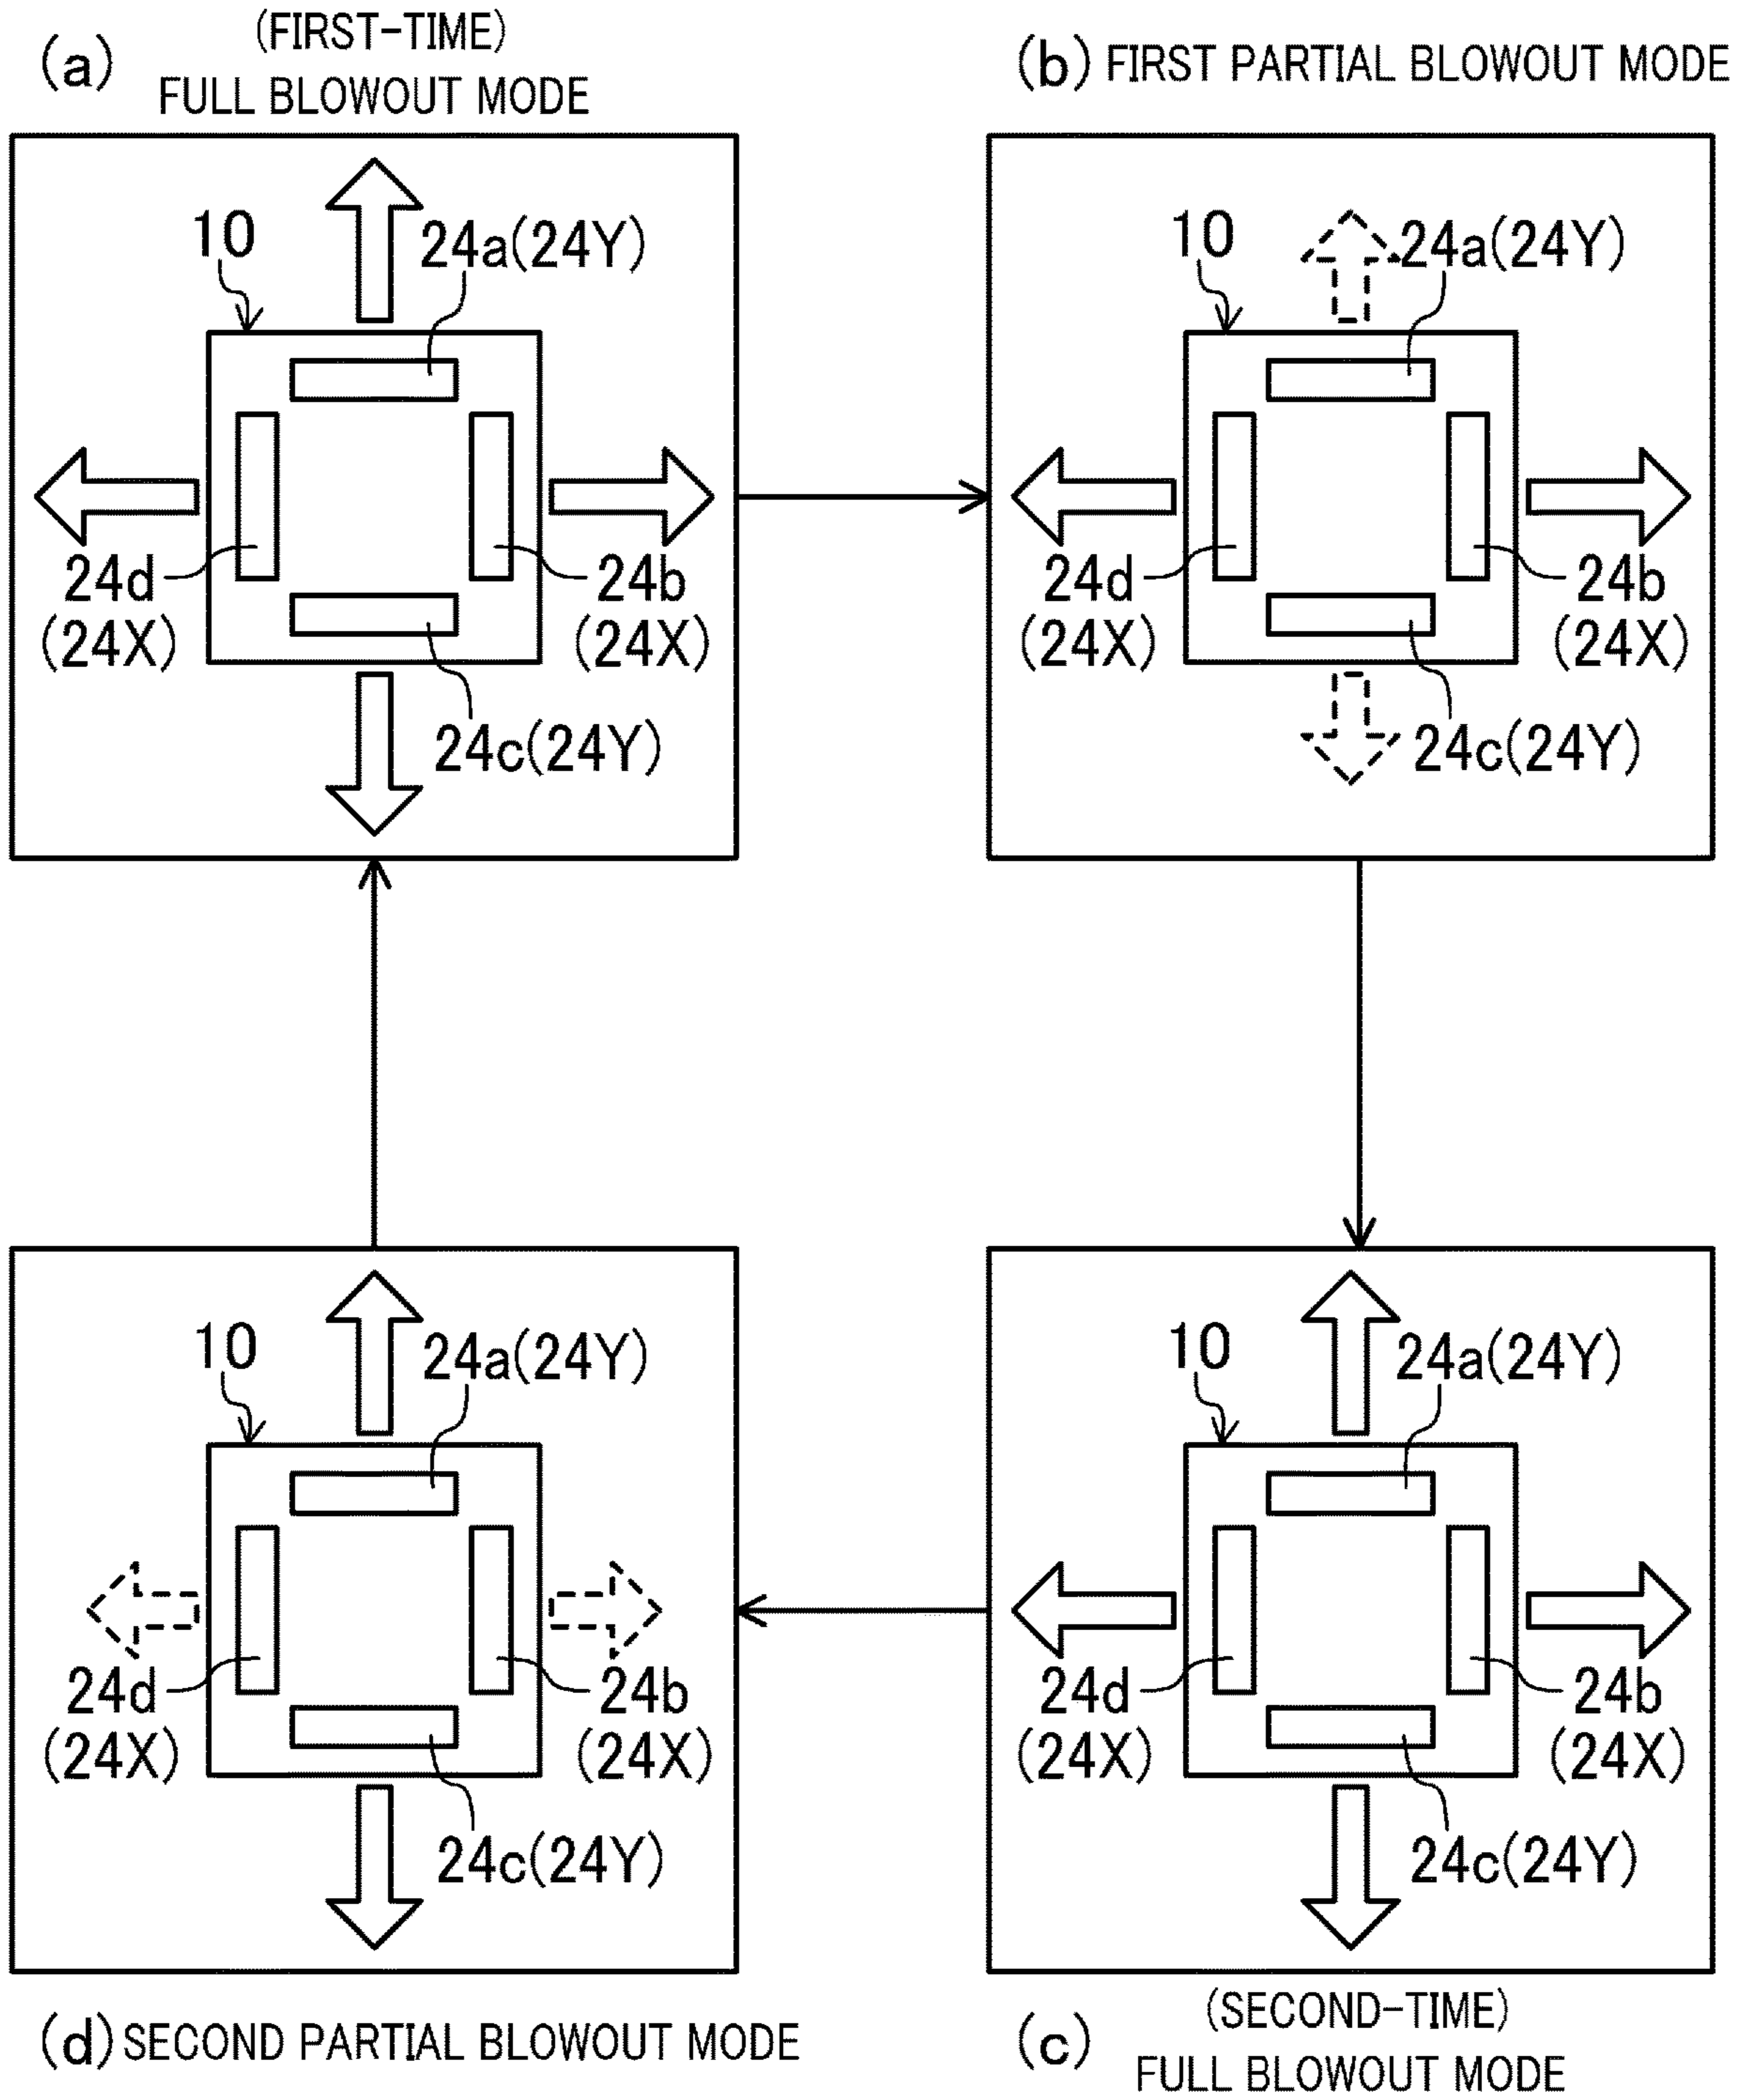 (a)
(FIRST-TIME)
FULL BLOWOUT MODE
10
24a(24Y)
24d
(24X)
24b
(24X)
24c(24Y)
(b) FIRST PARTIAL BLOWOUT MODE
10
24a(24Y)
24d
(24X)
24b
(24X)
24c(24Y)
10
24a(24Y)
24d
(24X)
24b
(24X)
24c(24Y)
(d) SECOND PARTIAL BLOWOUT MODE
10
24a(24Y)
24d
(24X)
24b
(24X)
24c(24Y)
(c)
(SECOND-TIME)
FULL BLOWOUT MODE